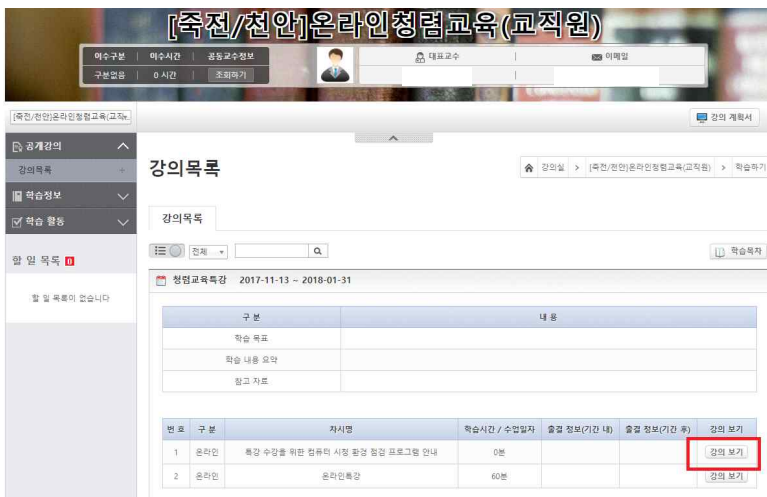 [죽전/천안]온라인청렴교육(교직원)
이수구분 | 이수시간 | 공동교수정보
구분없음 | 0 시간 | 조회하기
대표교수 | 이메일
[죽전/천안]온라인청렴교육(교직
강의 계획서
공개강의
강의목록 +
학습정보
학습 활동
할 일 목록 0
할 일 목록이 없습니다
강의목록
강의실 > [죽전/천안]온라인청렴교육(교직원) > 학습하기
강의목록
전체
학습목차
청렴교육특강 2017-11-13 ~ 2018-01-31
구 분 내 용
학습 목표
학습 내용 요약
참고 자료
번 호 구 분 차시명 학습시간 / 수업일자 출결 정보(기간 내) 출결 정보(기간 후) 강의 보기
1 온라인 특강 수강을 위한 컴퓨터 시청 환경 점검 프로그램 안내 0분 강의 보기
2 온라인 온라인특강 60분 강의 보기